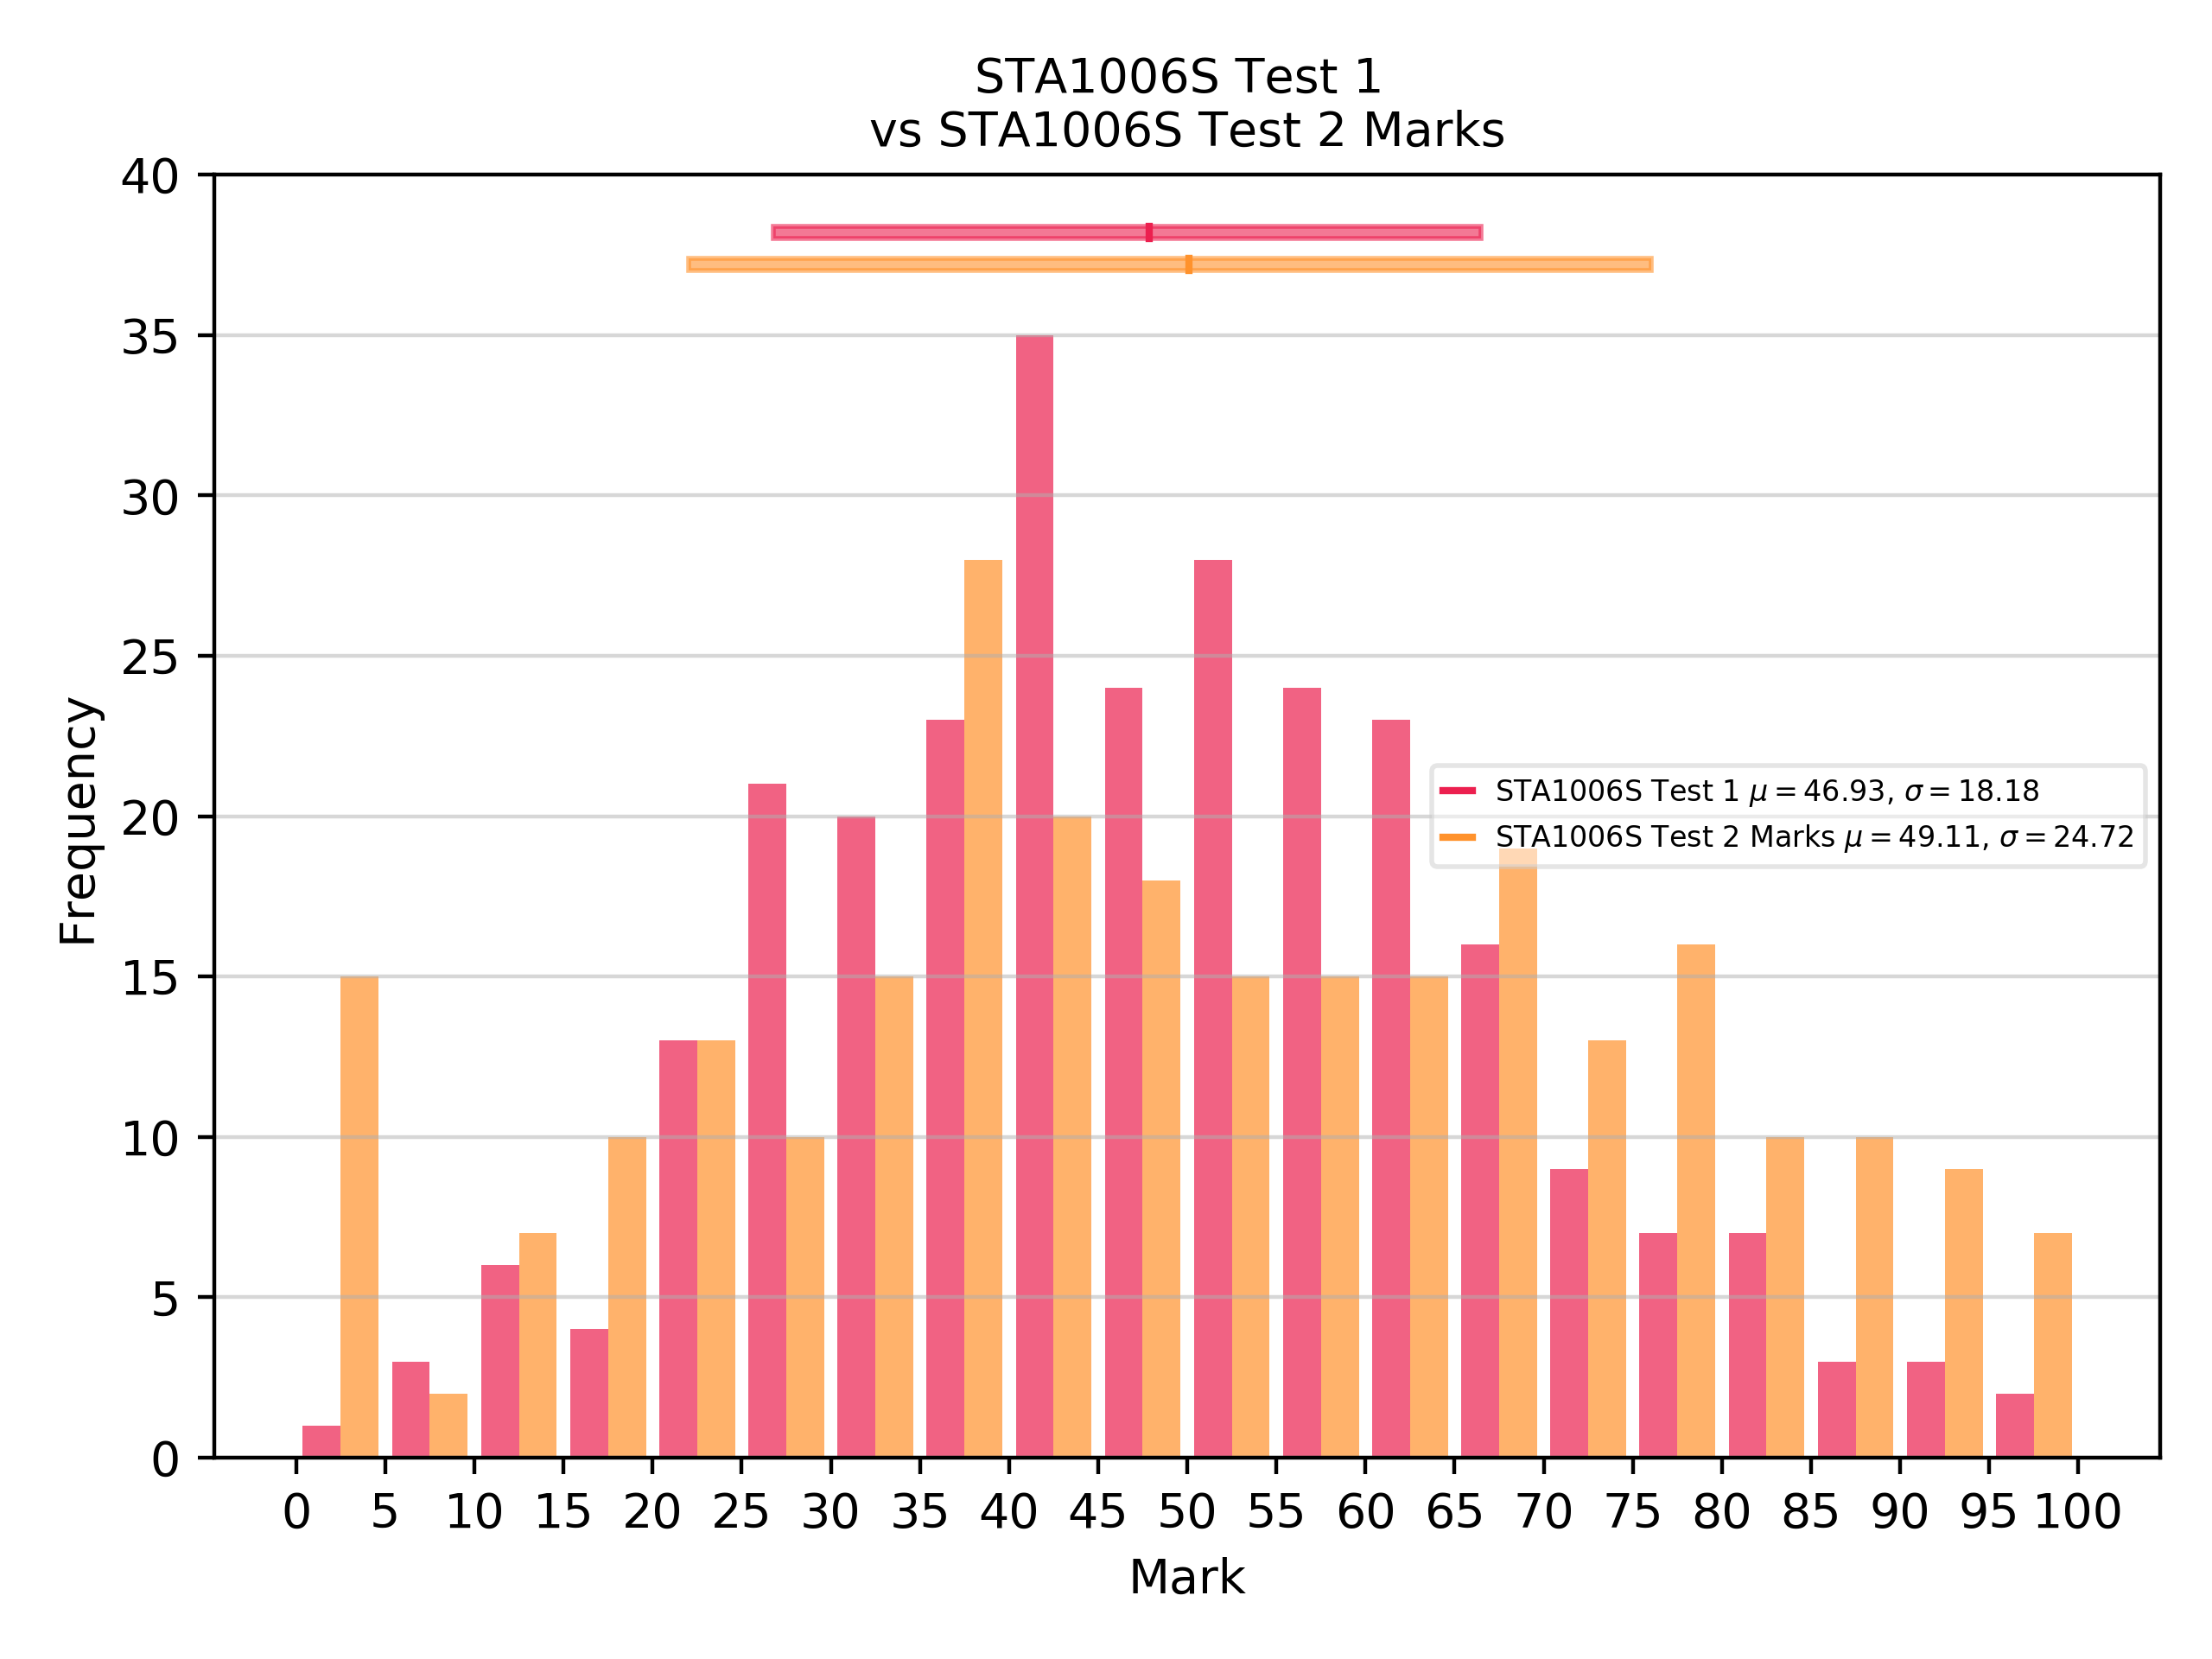 STA1006S Test 1
vs STA1006S Test 2 Marks
40
35
30
25
20
15
10
5
0
Frequency
STA1006S Test 1 μ = 46.93, σ = 18.18
STA1006S Test 2 Marks μ = 49.11, σ = 24.72
0 5 10 15 20 25 30 35 40 45 50 55 60 65 70 75 80 85 90 95 100
Mark